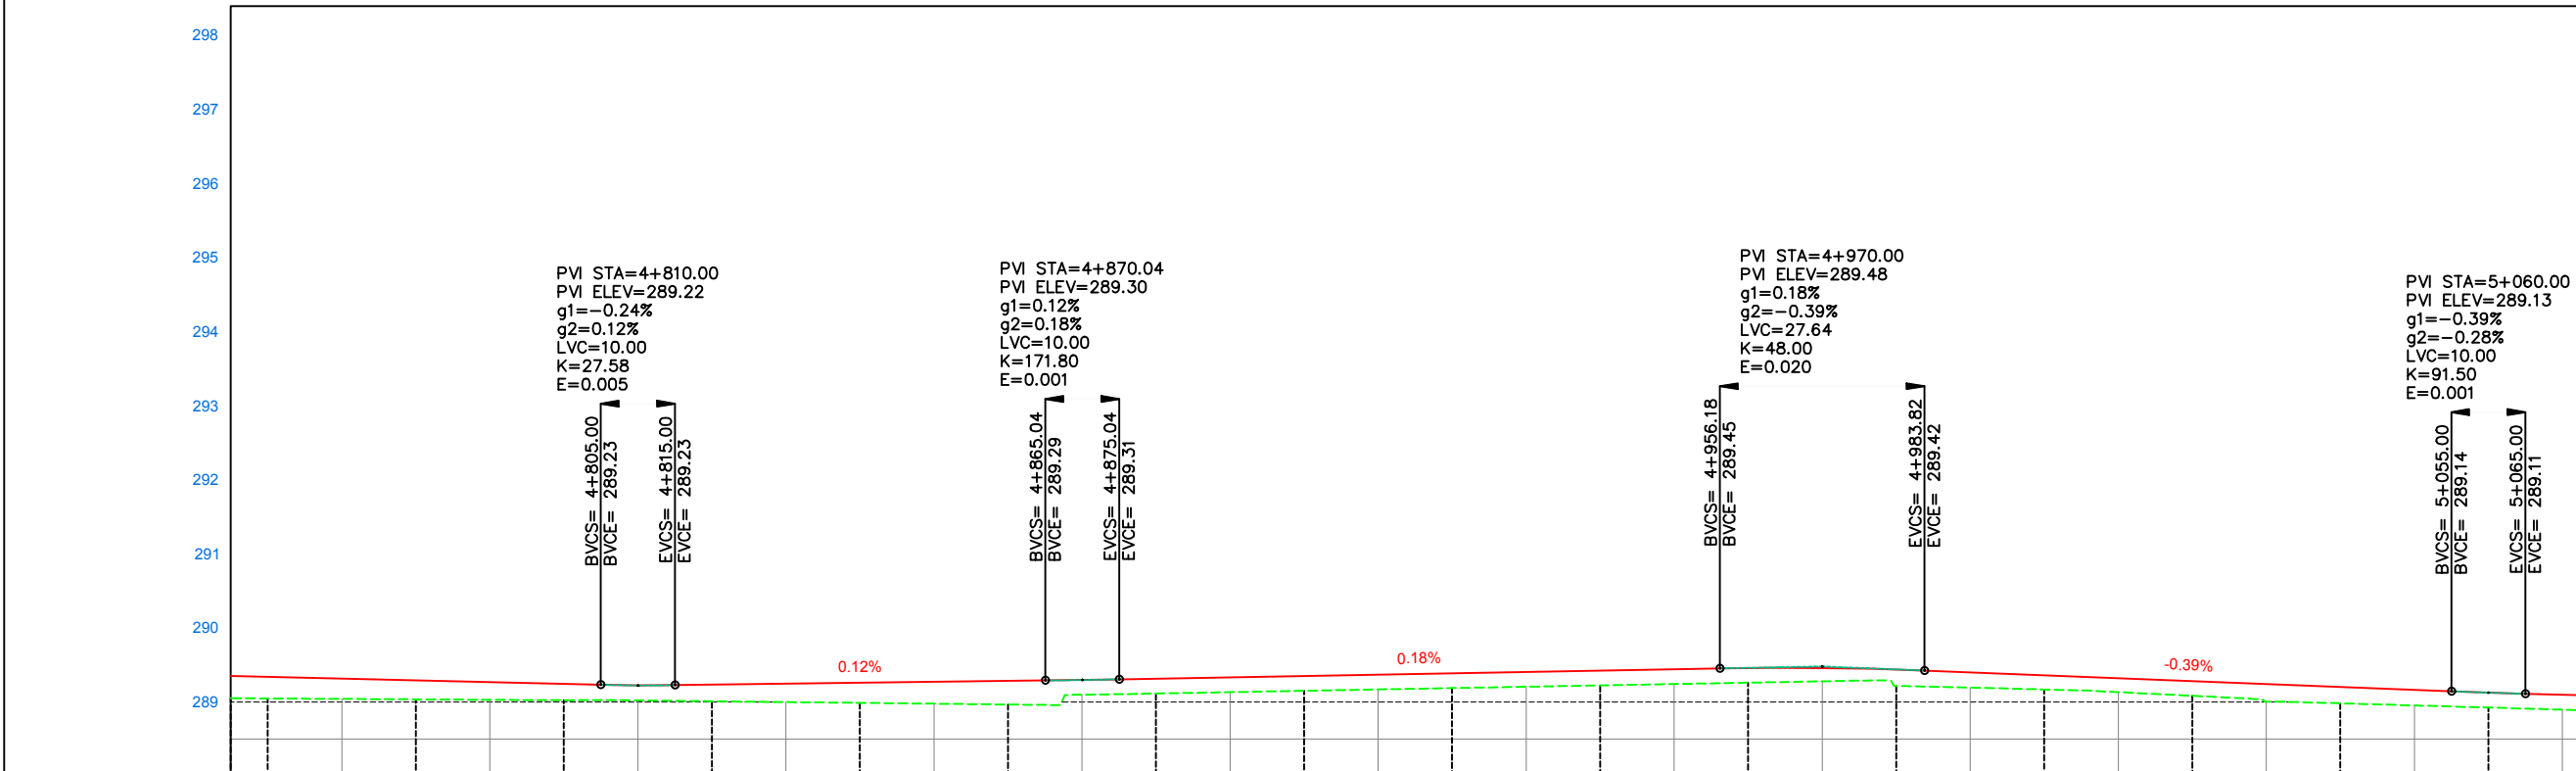 298
297
296
295
294
293
292
291
290
289
PVI STA=4+810.00
PVI ELEV=289.22
g1=−0.24%
g2=0.12%
LVC=10.00
K=27.58
E=0.005
BVCS= 4+805.00
BVCE= 289.23
EVCS= 4+815.00
EVCE= 289.23
0.12%
PVI STA=4+870.04
PVI ELEV=289.30
g1=0.12%
g2=0.18%
LVC=10.00
K=171.80
E=0.001
BVCS= 4+865.04
BVCE= 289.29
EVCS= 4+875.04
EVCE= 289.31
0.18%
PVI STA=4+970.00
PVI ELEV=289.48
g1=0.18%
g2=−0.39%
LVC=27.64
K=48.00
E=0.020
BVCS= 4+956.18
BVCE= 289.45
EVCS= 4+983.82
EVCE= 289.42
-0.39%
PVI STA=5+060.00
PVI ELEV=289.13
g1=−0.39%
g2=−0.28%
LVC=10.00
K=91.50
E=0.001
BVCS= 5+055.00
BVCE= 289.14
EVCS= 5+065.00
EVCE= 289.11